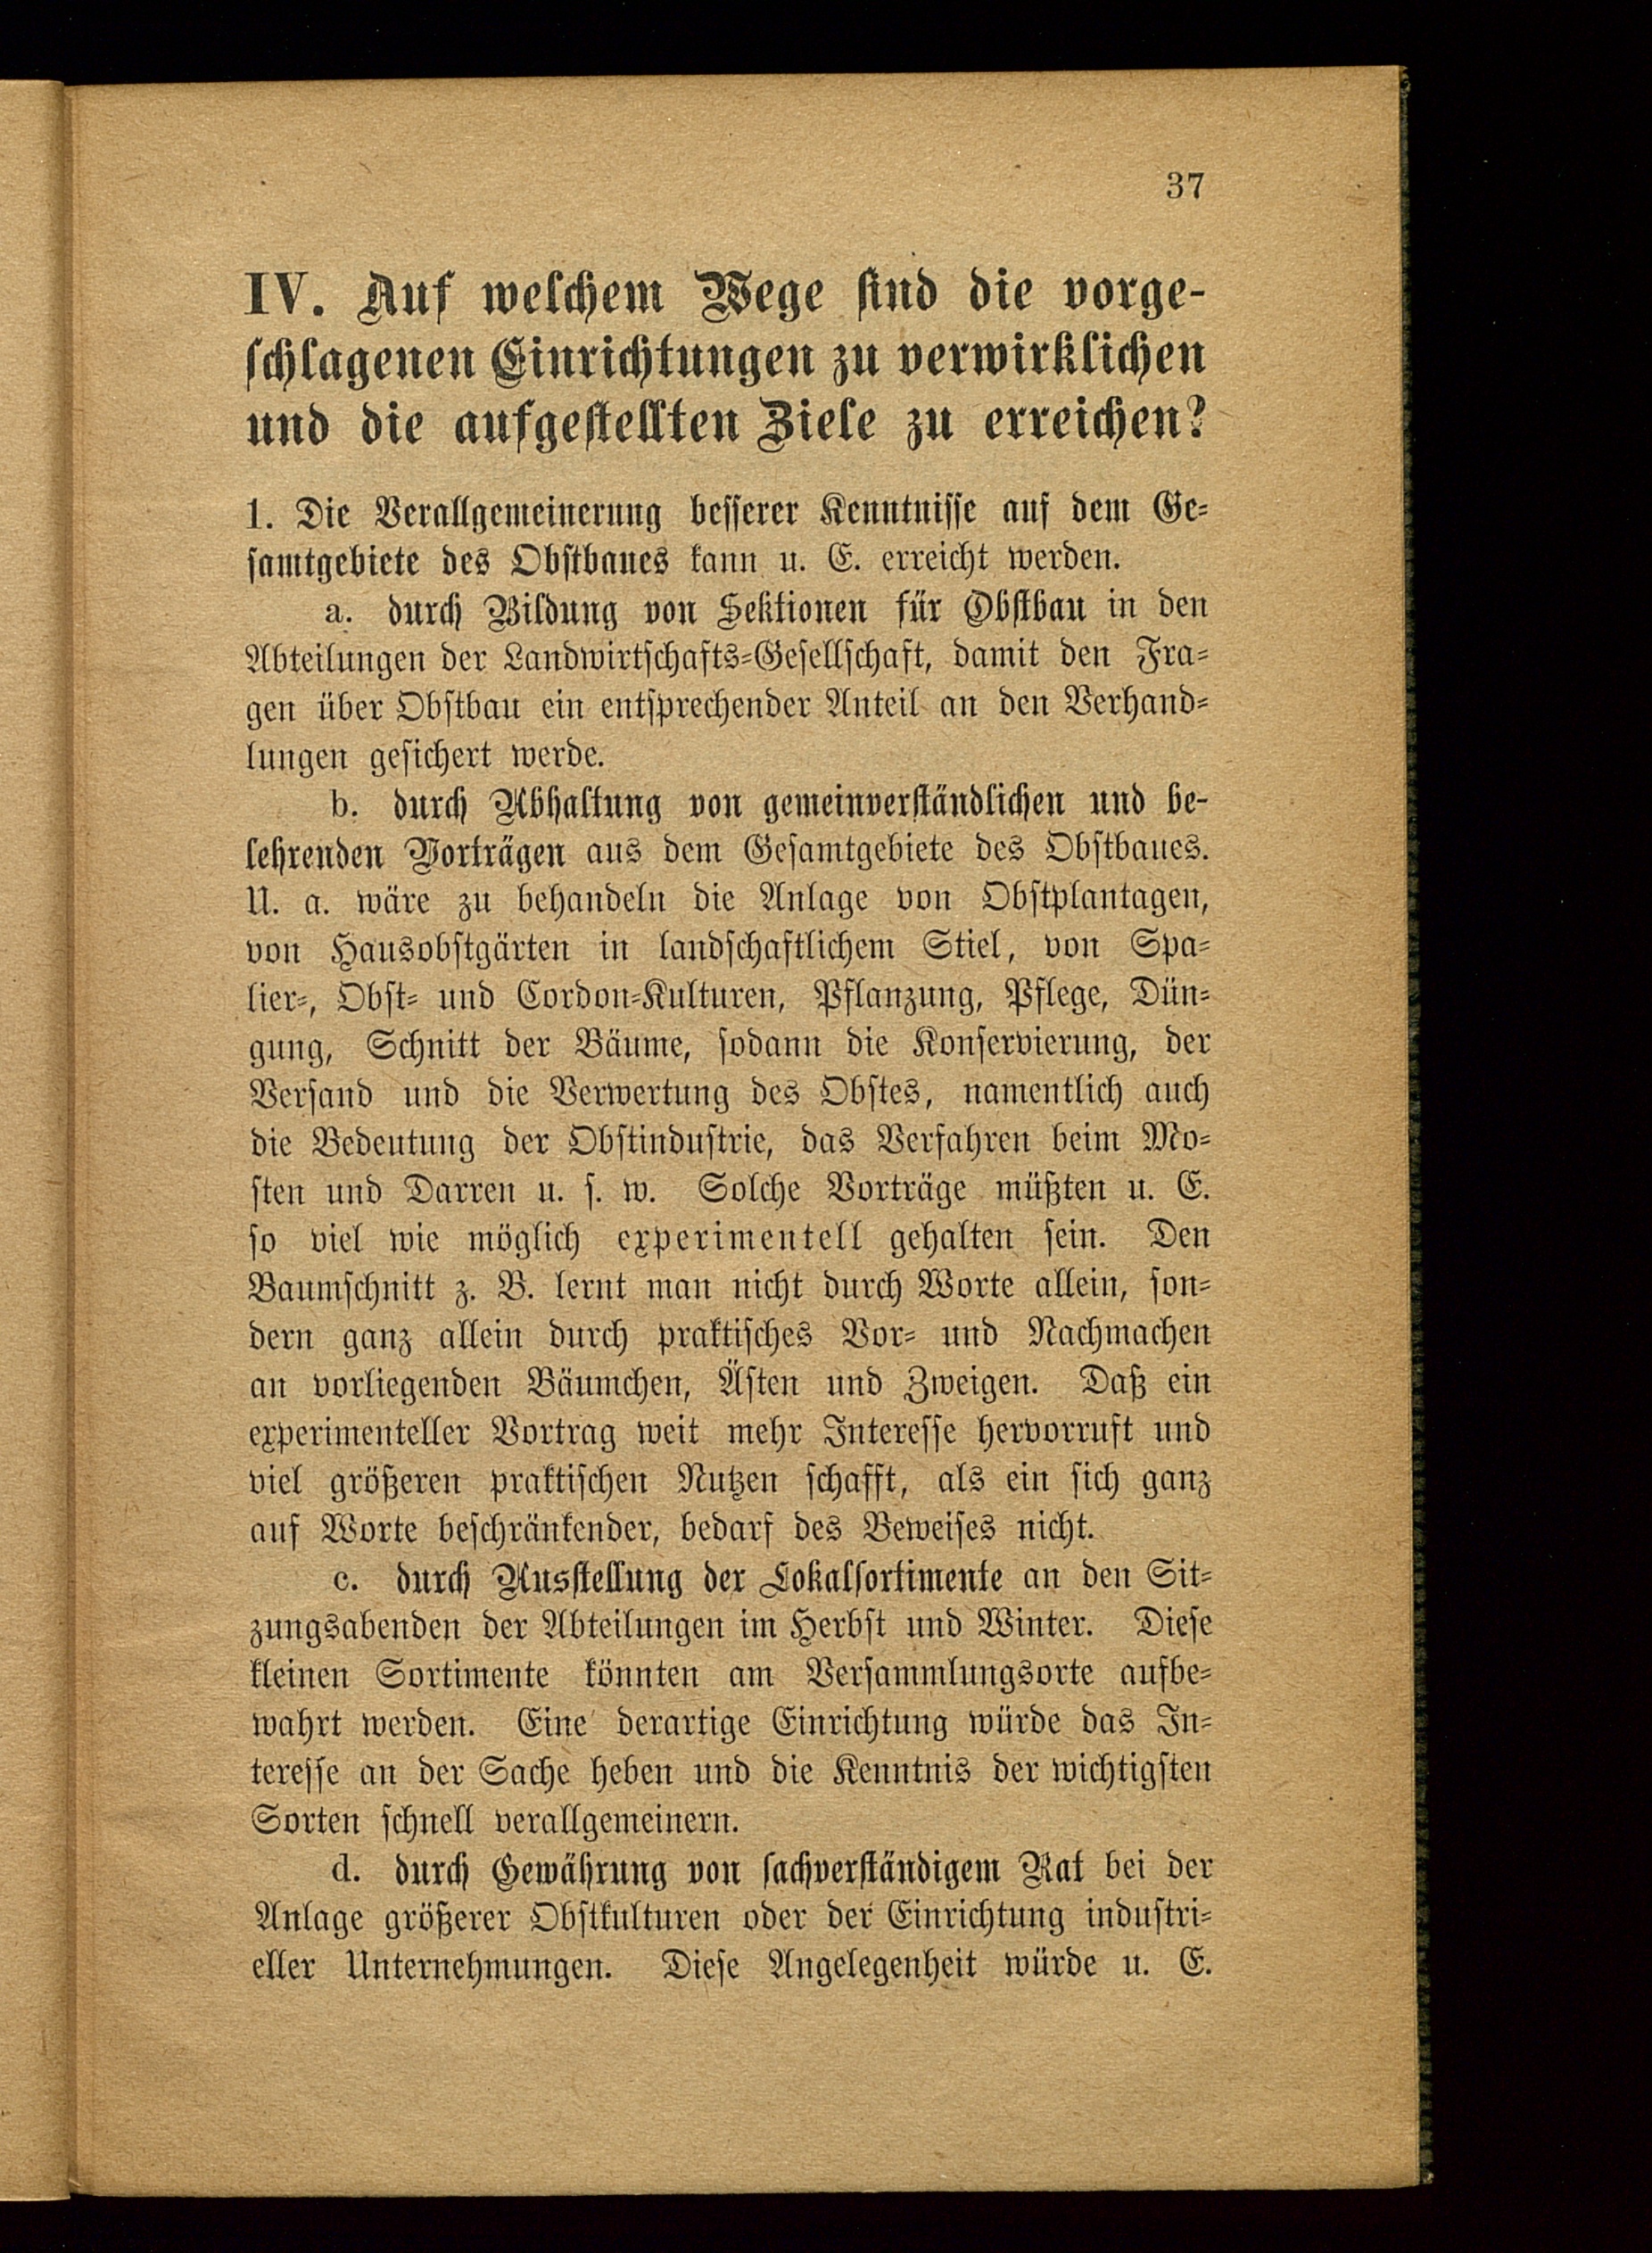 37
IV. Auf welchem Wege sind die vorge-
schlagenen Einrichtungen zu verwirklichen
und die aufgestellten Ziele zu erreichen?
1. Die Verallgemeinerung besserer Kenntnisse auf dem Ge-
samtgebiete des Obstbaues kann u. E. erreicht werden.
a. durch Bildung von Sektionen für Obstbau in den
Abteilungen der Landwirtschafts-Gesellschaft, damit den Fra-
gen über Obstbau ein entsprechender Anteil an den Verhand-
lungen gesichert werde.
b. durch Abhaltung von gemeinverständlichen und be-
lehrenden Vorträgen aus dem Gesamtgebiete des Obstbaues.
U. a. wäre zu behandeln die Anlage von Obstplantagen,
von Hausobstgärten in landschaftlichem Stiel, von Spa-
lier-, Obst- und Cordon-Kulturen, Pflanzung, Pflege, Dün-
gung, Schnitt der Bäume, sodann die Konservierung, der
Versand und die Verwertung des Obstes, namentlich auch
die Bedeutung der Obstindustrie, das Verfahren beim Mo-
sten und Darren u. s. w. Solche Vorträge müßten u. E.
so viel wie möglich experimentell gehalten sein. Den
Baumschnitt z. B. lernt man nicht durch Worte allein, son-
dern ganz allein durch praktisches Vor- und Nachmachen
an vorliegenden Bäumchen, Ästen und Zweigen. Daß ein
experimenteller Vortrag weit mehr Interesse hervorruft und
viel größeren praktischen Nutzen schafft, als ein sich ganz
auf Worte beschränkender, bedarf des Beweises nicht.
c. durch Ausstellung der Lokalsortimente an den Sit-
zungsabenden der Abteilungen im Herbst und Winter. Diese
kleinen Sortimente könnten am Versammlungsorte aufbe-
wahrt werden. Eine derartige Einrichtung würde das In-
teresse an der Sache heben und die Kenntnis der wichtigsten
Sorten schnell verallgemeinern.
d. durch Gewährung von sachverständigem Rat bei der
Anlage größerer Obstkulturen oder der Einrichtung industri-
eller Unternehmungen. Diese Angelegenheit würde u. E.